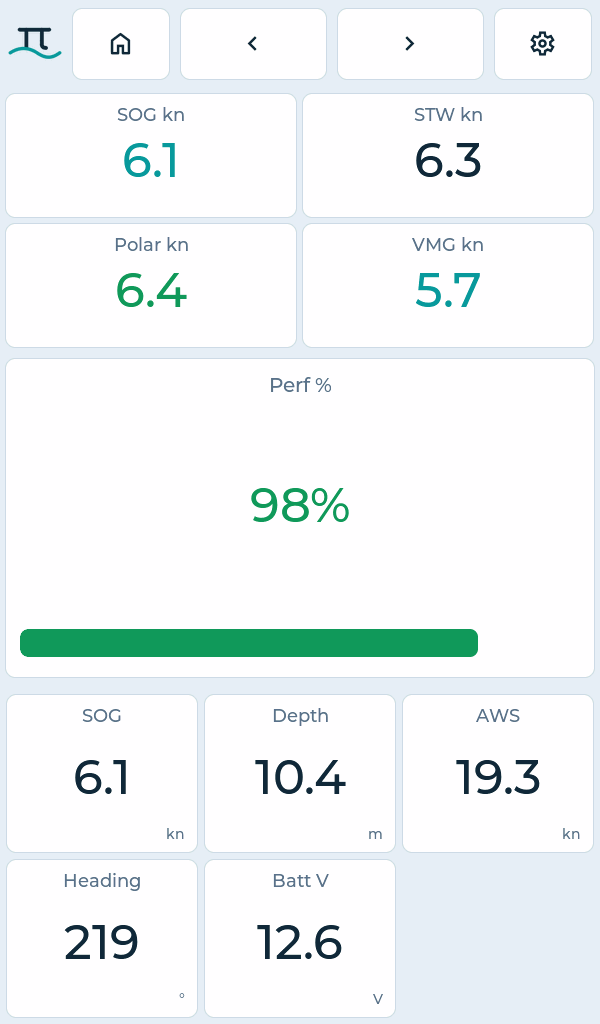 SOG kn
6.1
STW kn
6.3
Polar kn
6.4
VMG kn
5.7
Perf %
98%
SOG
6.1
kn
Depth
10.4
m
AWS
19.3
kn
Heading
219
°
Batt V
12.6
V